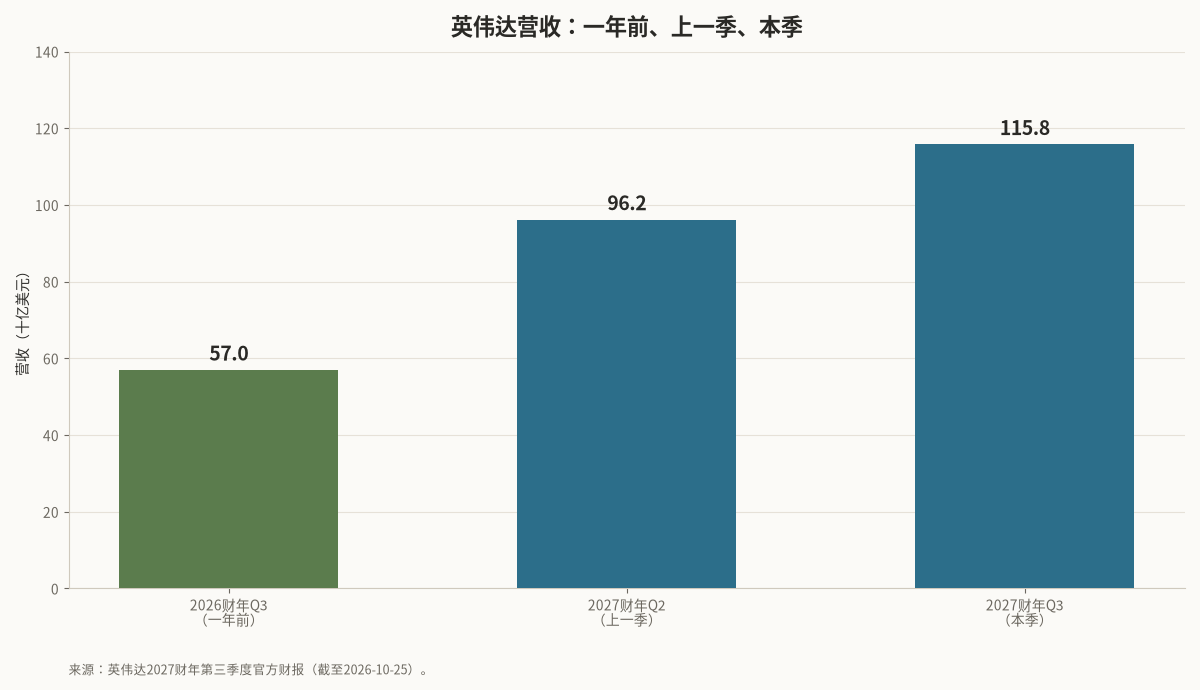 英伟达营收：一年前、上一季、本季
营收（十亿美元）
140
120
100
80
60
40
20
0
57.0
96.2
115.8
2026财年Q3
（一年前）
2027财年Q2
（上一季）
2027财年Q3
（本季）
来源：英伟达2027财年第三季度官方财报（截至2026-10-25）。